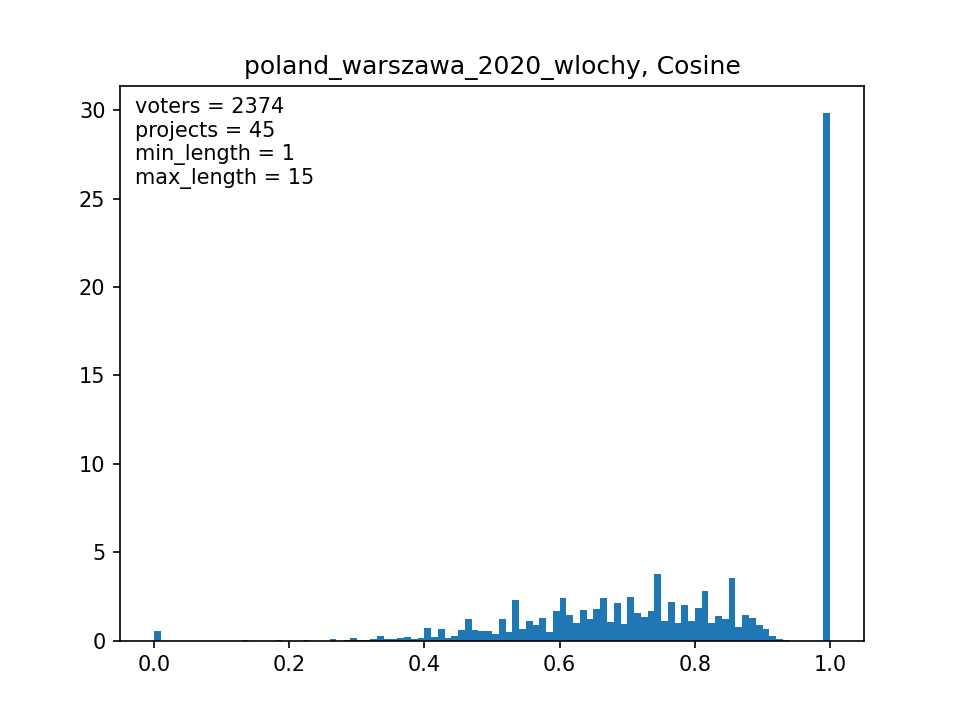 poland_warszawa_2020_wlochy, Cosine
voters = 2374
projects = 45
min_length = 1
max_length = 15
30
25
20
15
10
5
0
0.0 0.2 0.4 0.6 0.8 1.0